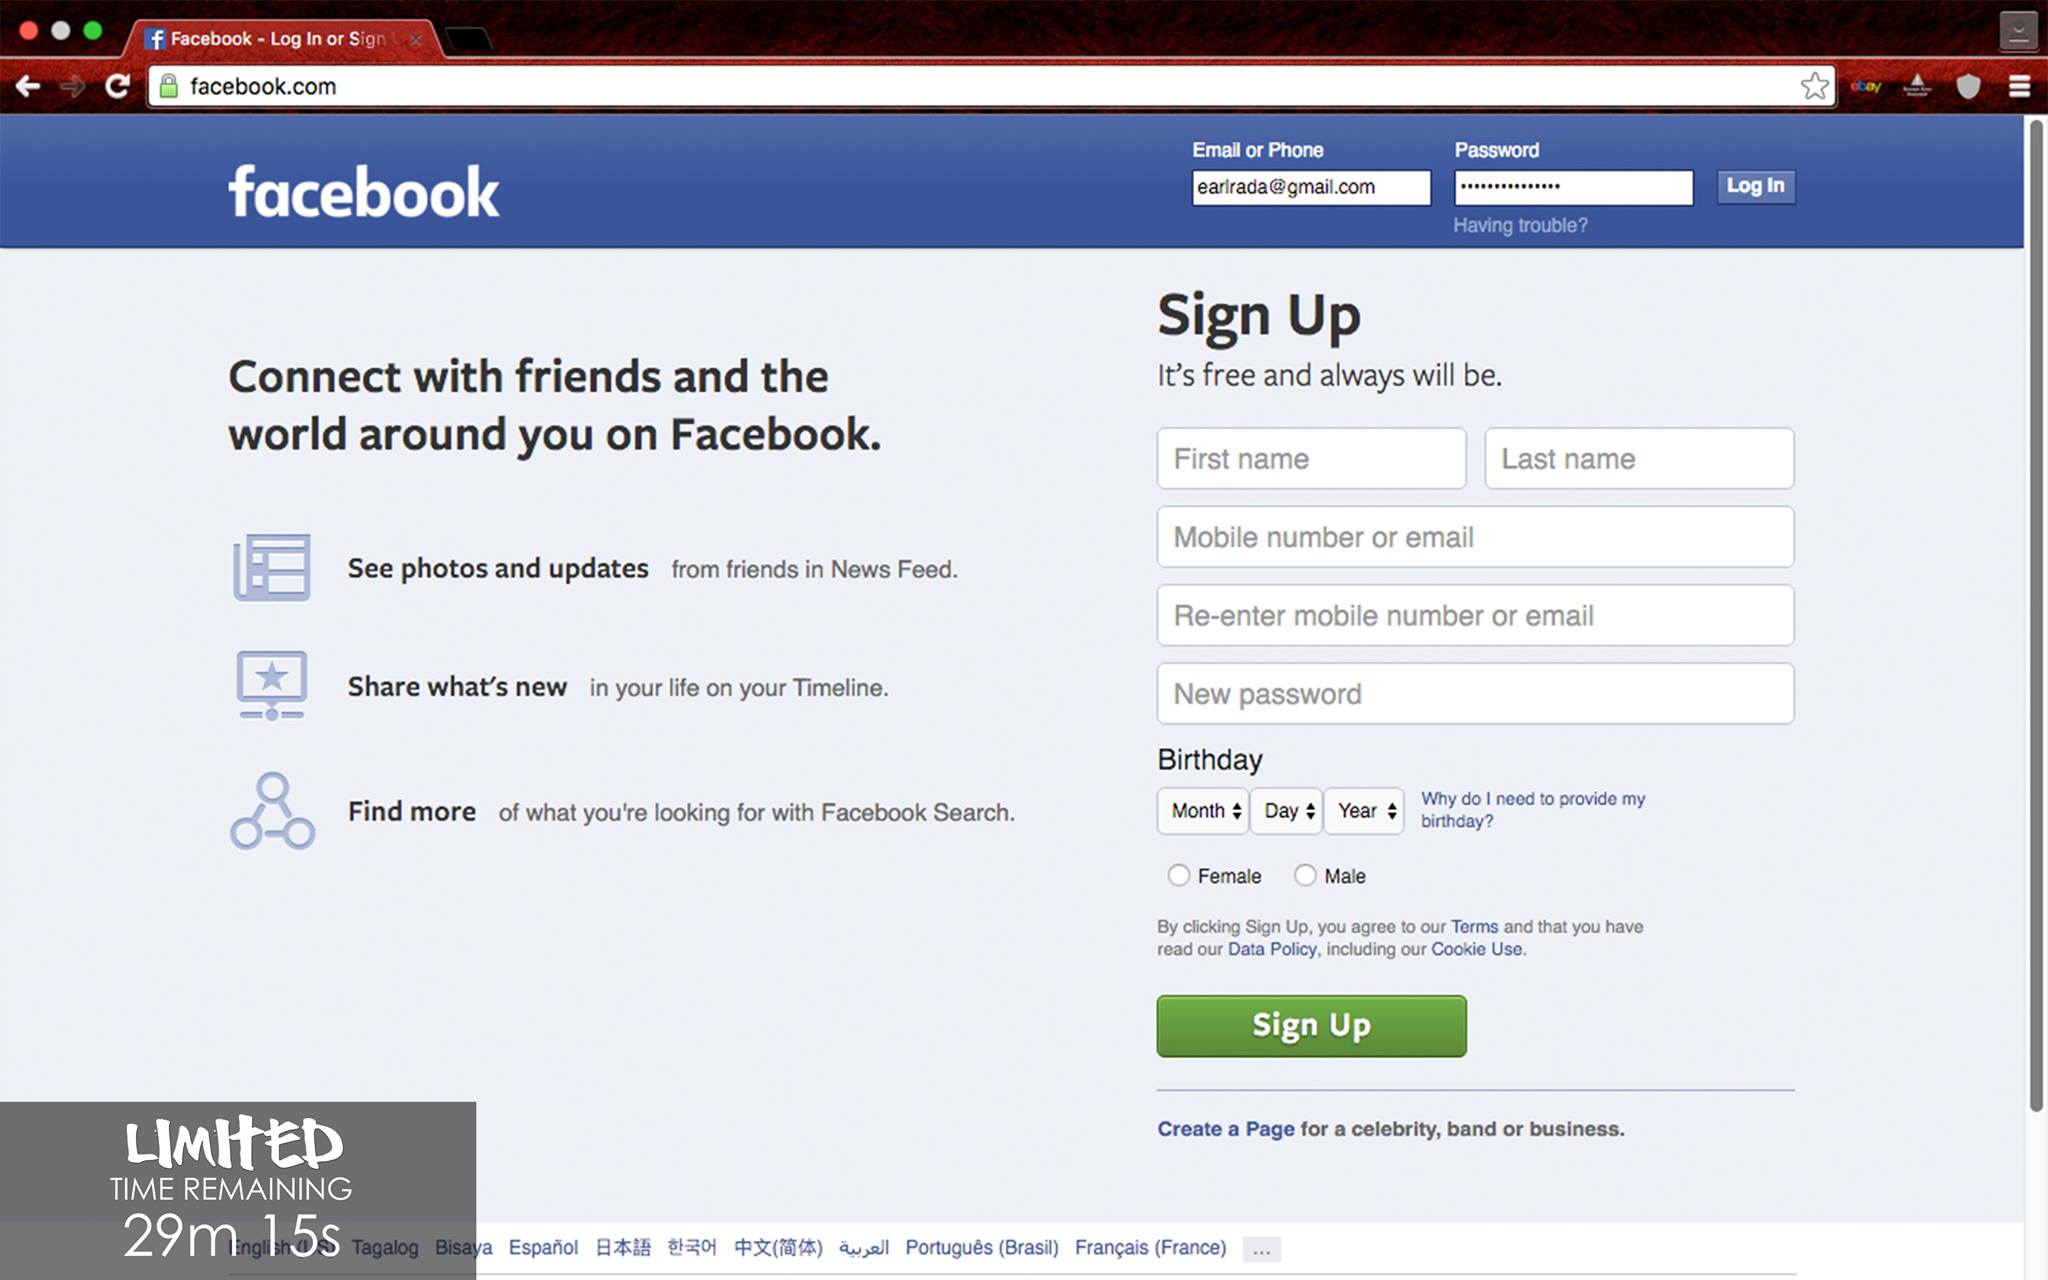 Facebook - Log In or Sign
facebook.com
ebay
facebook
Email or Phone
Password
earlrada@gmail.com
•••••••••••••••
Log In
Having trouble?
Connect with friends and the
world around you on Facebook.
See photos and updates from friends in News Feed.
Share what's new in your life on your Timeline.
Find more of what you're looking for with Facebook Search.
Sign Up
It's free and always will be.
First name
Last name
Mobile number or email
Re-enter mobile number or email
New password
Birthday
Month Day Year
Why do I need to provide my
birthday?
Female Male
By clicking Sign Up, you agree to our Terms and that you have
read our Data Policy, including our Cookie Use.
Sign Up
Create a Page for a celebrity, band or business.
LIMITED
TIME REMAINING
29m 15s
English (US) Tagalog Bisaya Español 日本語 한국어 中文(简体) العربية Português (Brasil) Français (France) ...